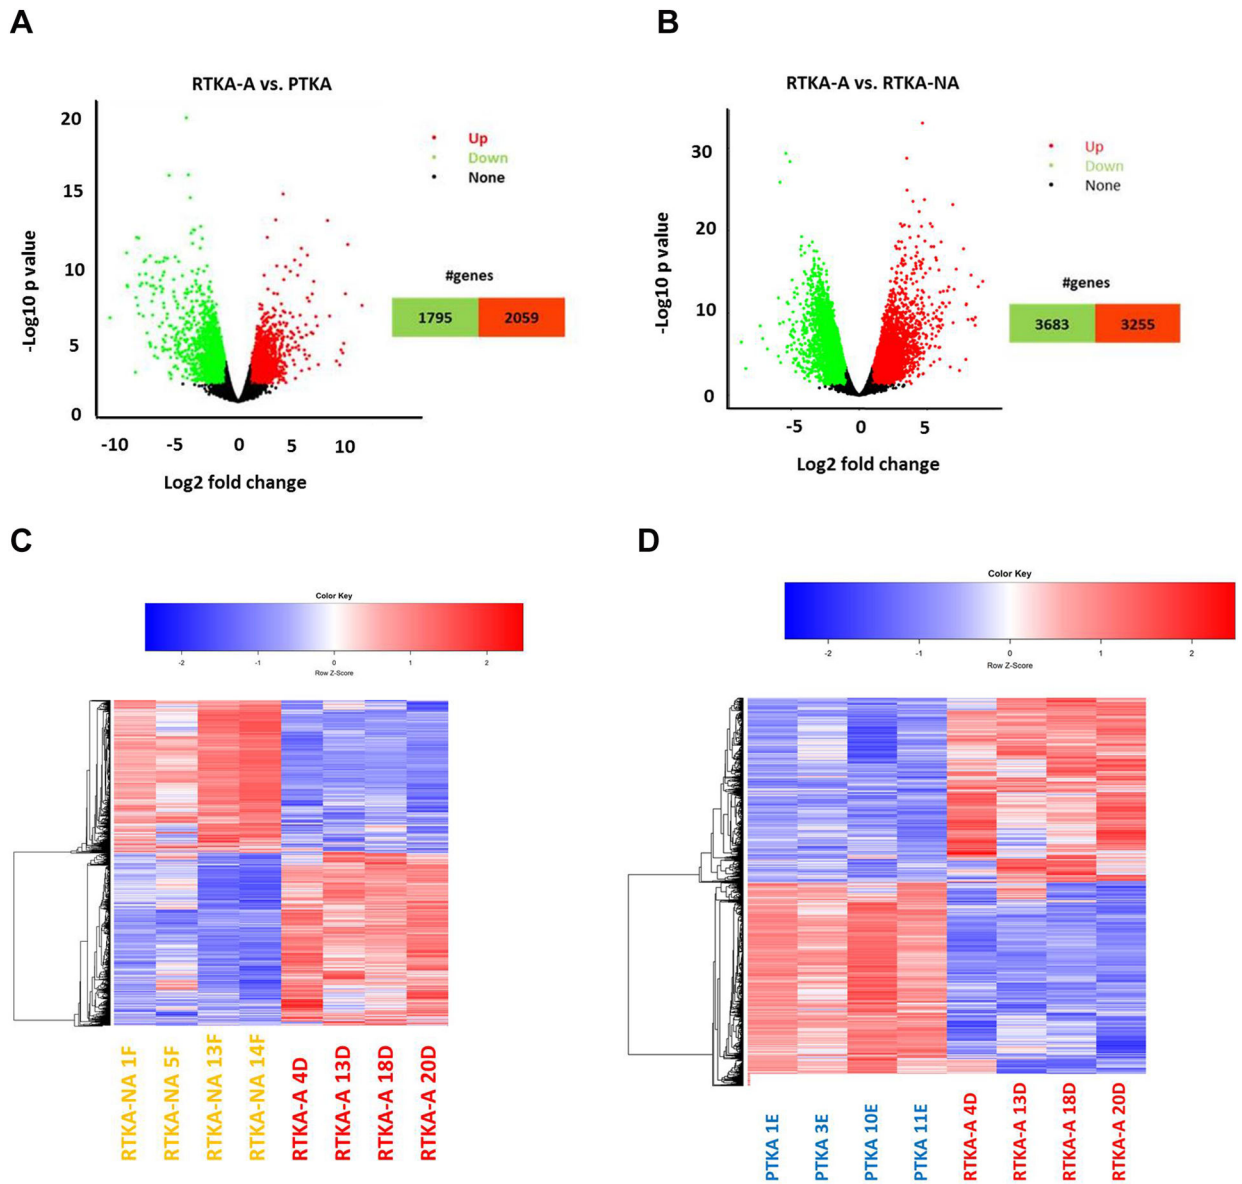 A
RTKA-A vs. PTKA
20
15
10
5
0
-Log10 p value
-10 -5 0 5 10
Log2 fold change
Up
Down
None
#genes
1795 2059
B
RTKA-A vs. RTKA-NA
30
20
10
0
-Log10 p value
-5 0 5
Log2 fold change
Up
Down
None
#genes
3683 3255
C
Color Key
-2 -1 0 1 2
Row Z-Score
RTKA-NA 1F
RTKA-NA 5F
RTKA-NA 13F
RTKA-NA 14F
RTKA-A 4D
RTKA-A 13D
RTKA-A 18D
RTKA-A 20D
D
Color Key
-2 -1 0 1 2
Row Z-Score
PTKA 1E
PTKA 3E
PTKA 10E
PTKA 11E
RTKA-A 4D
RTKA-A 13D
RTKA-A 18D
RTKA-A 20D